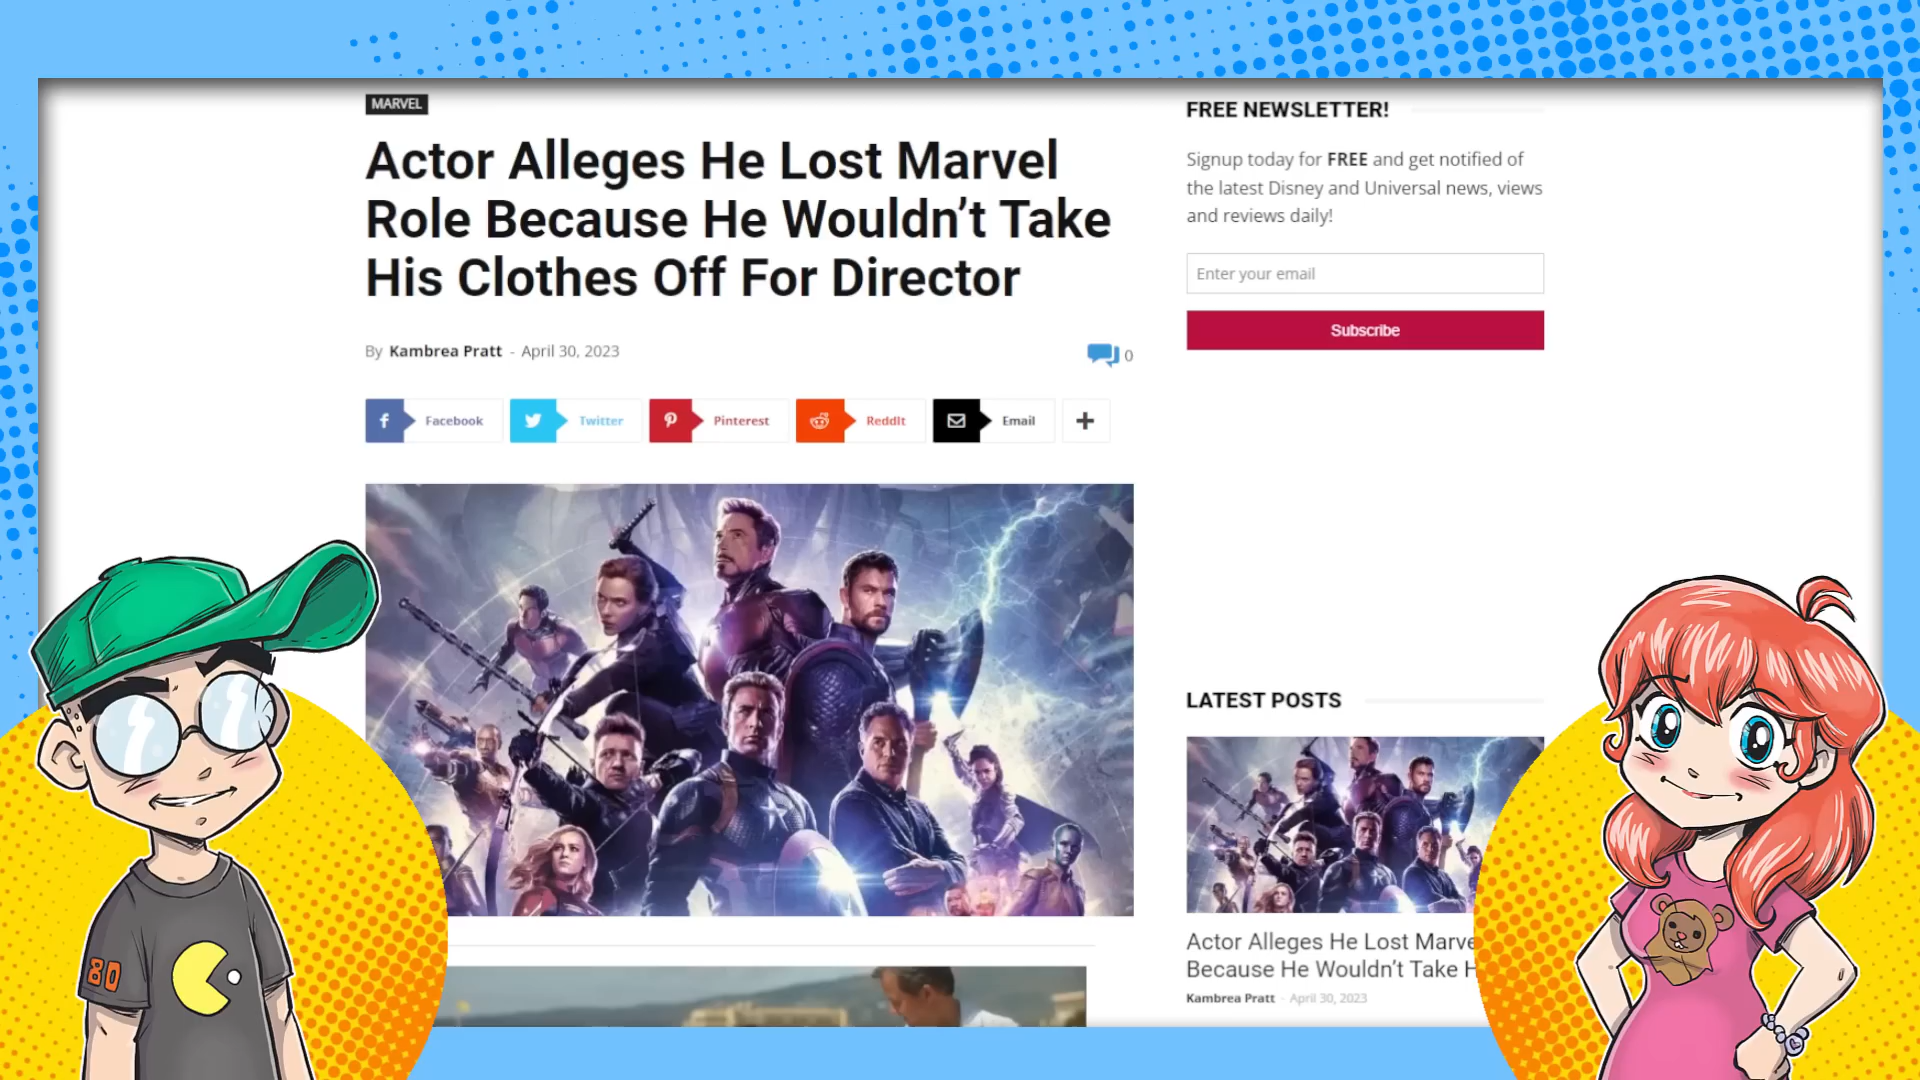 MARVEL
Actor Alleges He Lost Marvel
Role Because He Wouldn’t Take
His Clothes Off For Director
By Kambrea Pratt - April 30, 2023
0
Facebook
Twitter
Pinterest
ReddIt
Email
FREE NEWSLETTER!
Signup today for FREE and get notified of
the latest Disney and Universal news, views
and reviews daily!
Enter your email
Subscribe
LATEST POSTS
Actor Alleges He Lost Marve
Because He Wouldn’t Take H
Kambrea Pratt - April 30, 2023
80